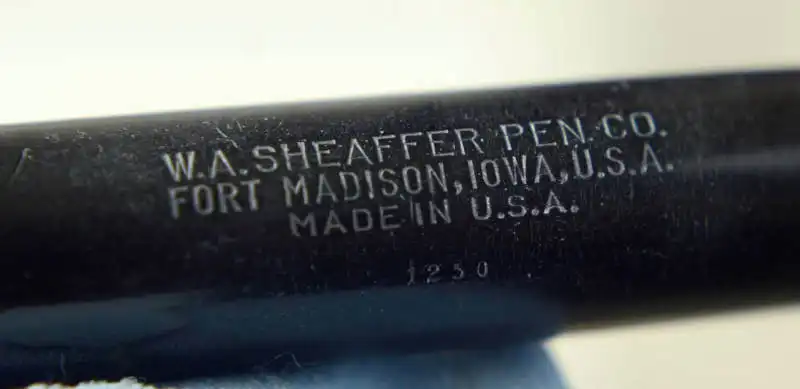 W.A.SHEAFFER PEN.CO.
FORT MADISON,IOWA,U.S.A.
MADE IN U.S.A.
1250